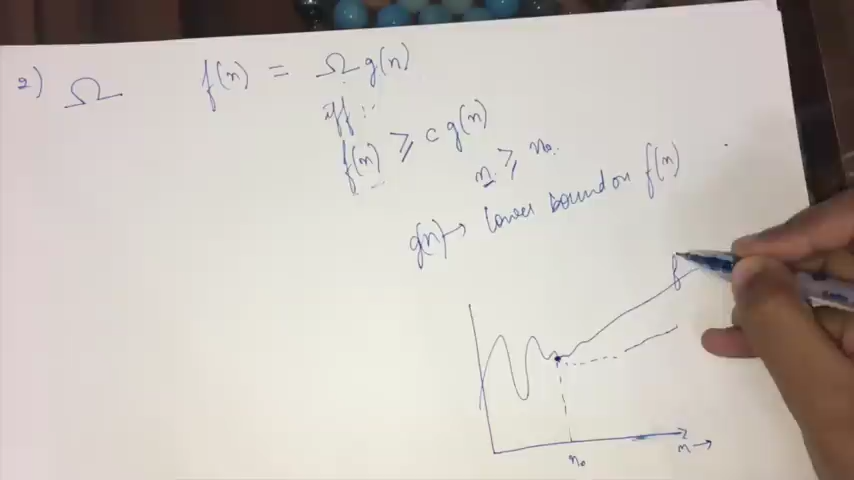 2) Ω f(n) = Ω g(n)
iff :-
f(n) ≥ c g(n)
n ≥ n₀.
g(n) → lower bound on f(n)
f
n₀
n →